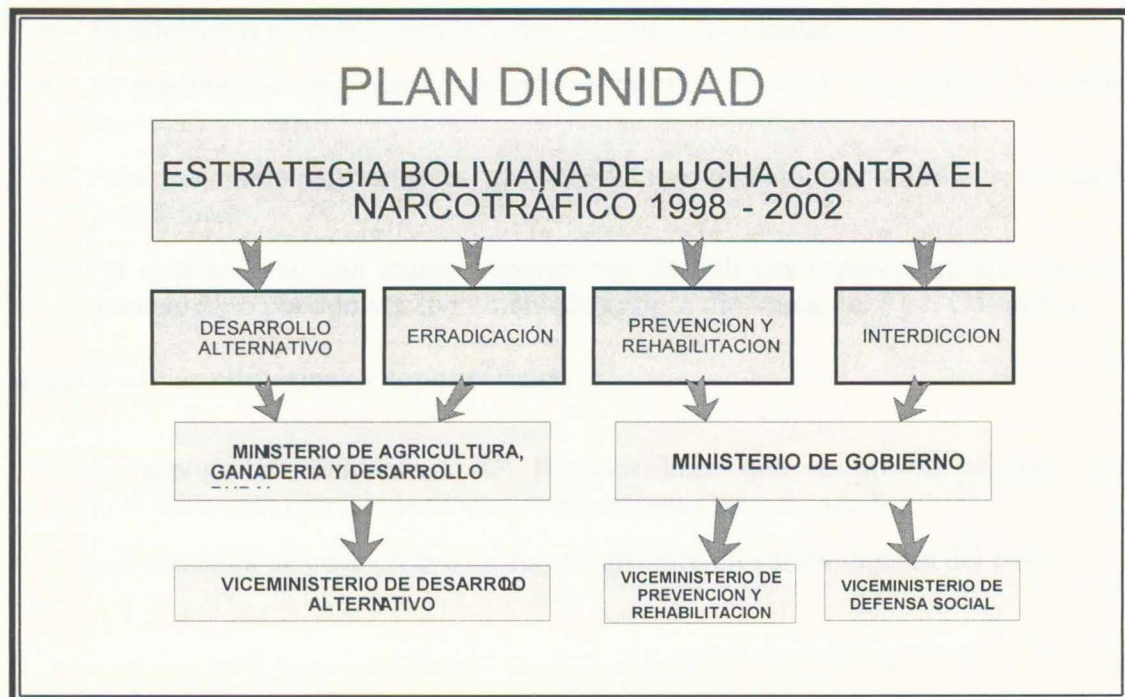 PLAN DIGNIDAD
ESTRATEGIA BOLIVIANA DE LUCHA CONTRA EL
NARCOTRÁFICO 1998 - 2002
DESARROLLO
ALTERNATIVO
ERRADICACIÓN
PREVENCION Y
REHABILITACION
INTERDICCION
MINISTERIO DE AGRICULTURA,
GANADERIA Y DESARROLLO
MINISTERIO DE GOBIERNO
VICEMINISTERIO DE DESARROLLO
ALTERNATIVO
VICEMINISTERIO DE
PREVENCION Y
REHABILITACION
VICEMINISTERIO DE
DEFENSA SOCIAL